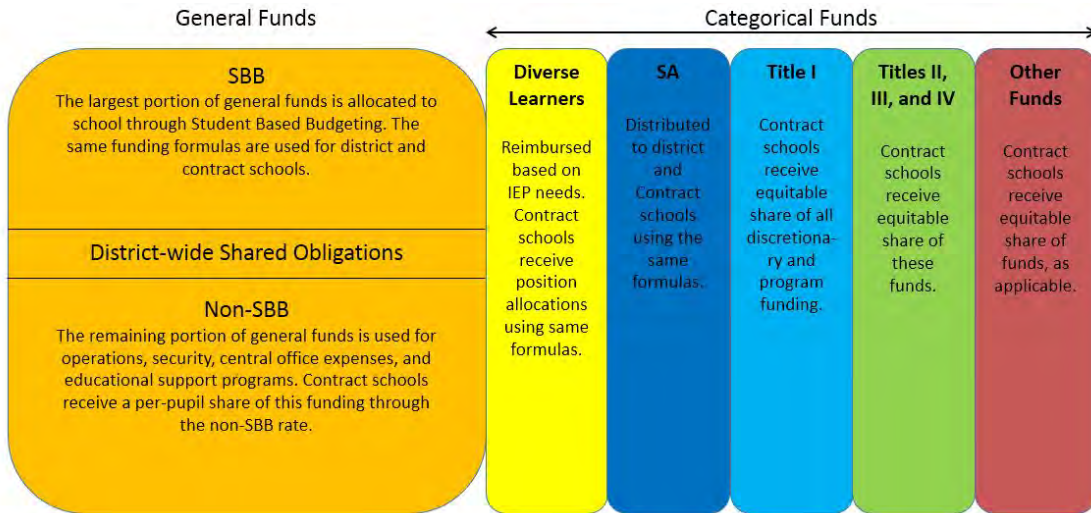 General Funds
Categorical Funds
SBB
The largest portion of general funds is allocated to
school through Student Based Budgeting. The
same funding formulas are used for district and
contract schools.
District-wide Shared Obligations
Non-SBB
The remaining portion of general funds is used for
operations, security, central office expenses, and
educational support programs. Contract schools
receive a per-pupil share of this funding through
the non-SBB rate.
Diverse
Learners
Reimbursed
based on
IEP needs.
Contract
schools
receive
position
allocations
using same
formulas.
SA
Distributed
to district
and
Contract
schools
using the
same
formulas.
Title I
Contract
schools
receive
equitable
share of all
discretiona-
ry and
program
funding.
Titles II,
III, and IV
Contract
schools
receive
equitable
share of
these
funds.
Other
Funds
Contract
schools
receive
equitable
share of
funds, as
applicable.